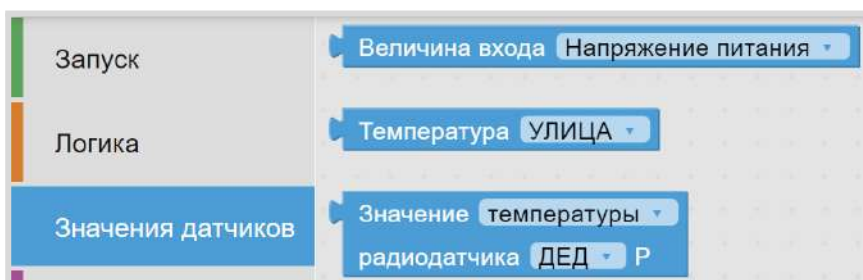 Запуск
Логика
Значения датчиков
Величина входа Напряжение питания
Температура УЛИЦА
Значение температуры
радиодатчика ДЕД Р